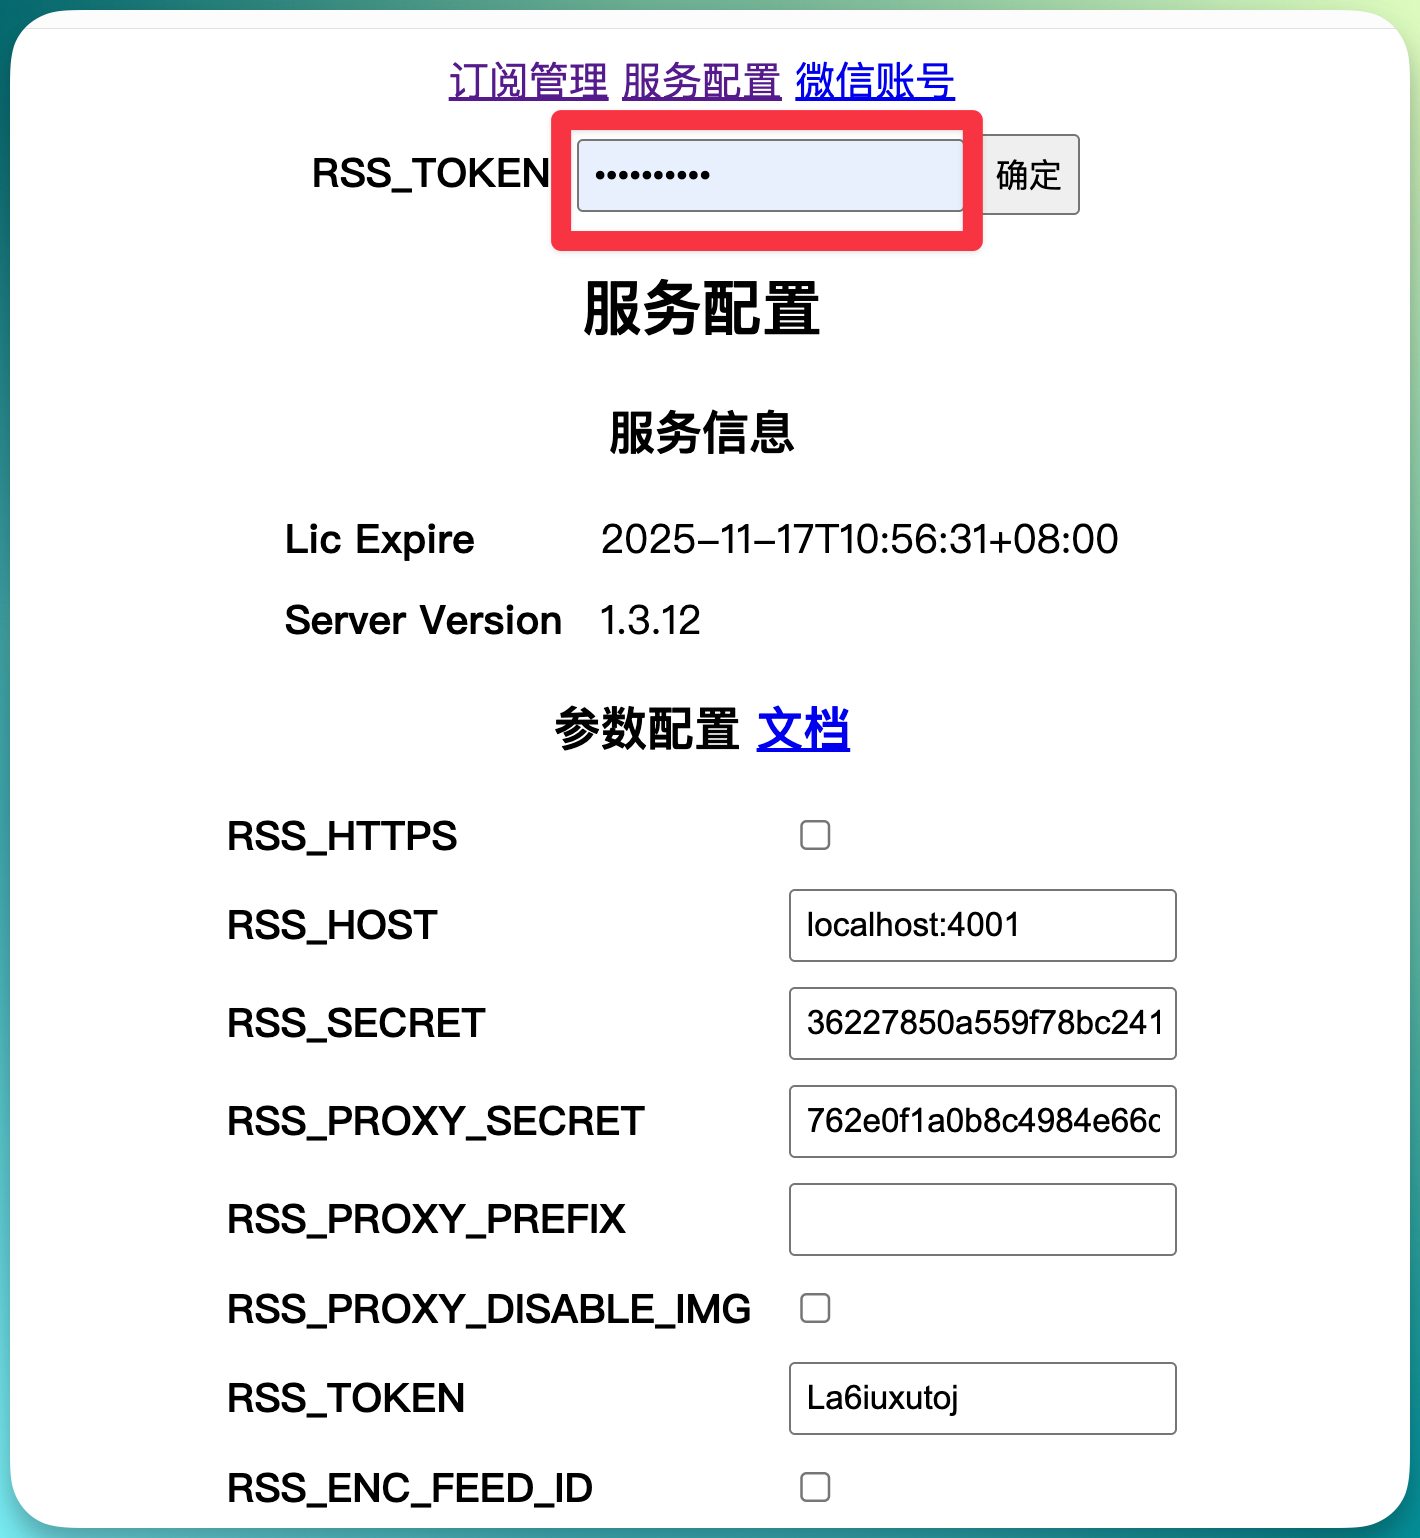 订阅管理 服务配置 微信账号
RSS_TOKEN •••••••••• 确定
服务配置
服务信息
Lic Expire 2025-11-17T10:56:31+08:00
Server Version 1.3.12
参数配置 文档
RSS_HTTPS
RSS_HOST localhost:4001
RSS_SECRET 36227850a559f78bc241
RSS_PROXY_SECRET 762e0f1a0b8c4984e66c
RSS_PROXY_PREFIX
RSS_PROXY_DISABLE_IMG
RSS_TOKEN La6iuxutoj
RSS_ENC_FEED_ID